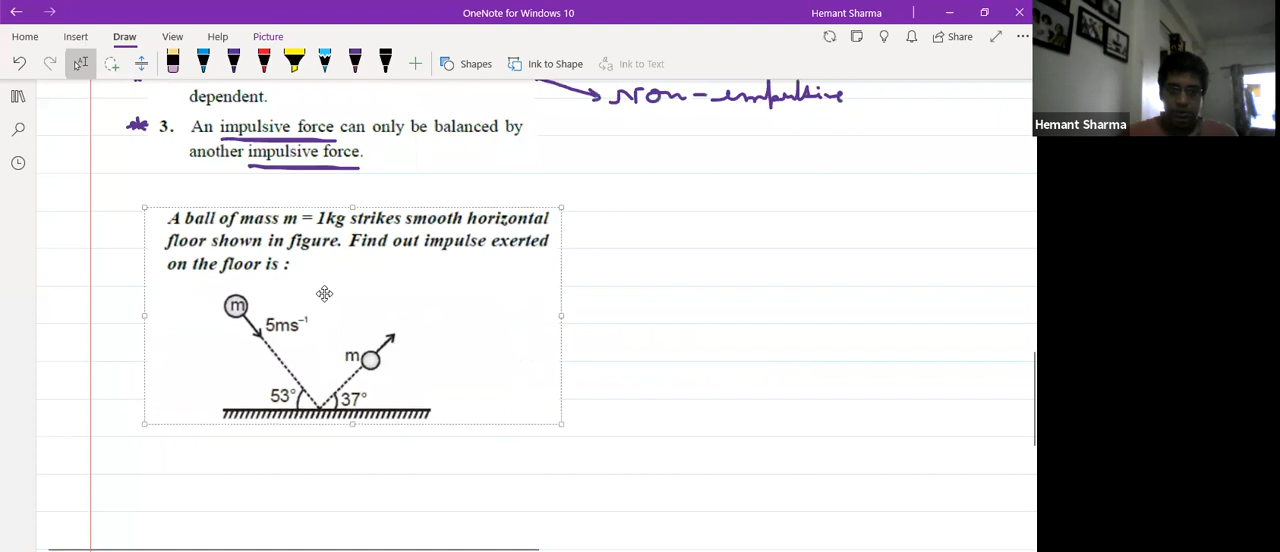 OneNote for Windows 10
Hemant Sharma
Home
Insert
Draw
View
Help
Picture
Share
Shapes
Ink to Shape
Ink to Text
dependent.
Non-impulsive
3. An impulsive force can only be balanced by
another impulsive force.
A ball of mass m = 1kg strikes smooth horizontal
floor shown in figure. Find out impulse exerted
on the floor is :
m
5ms⁻¹
m
53°
37°
Hemant Sharma